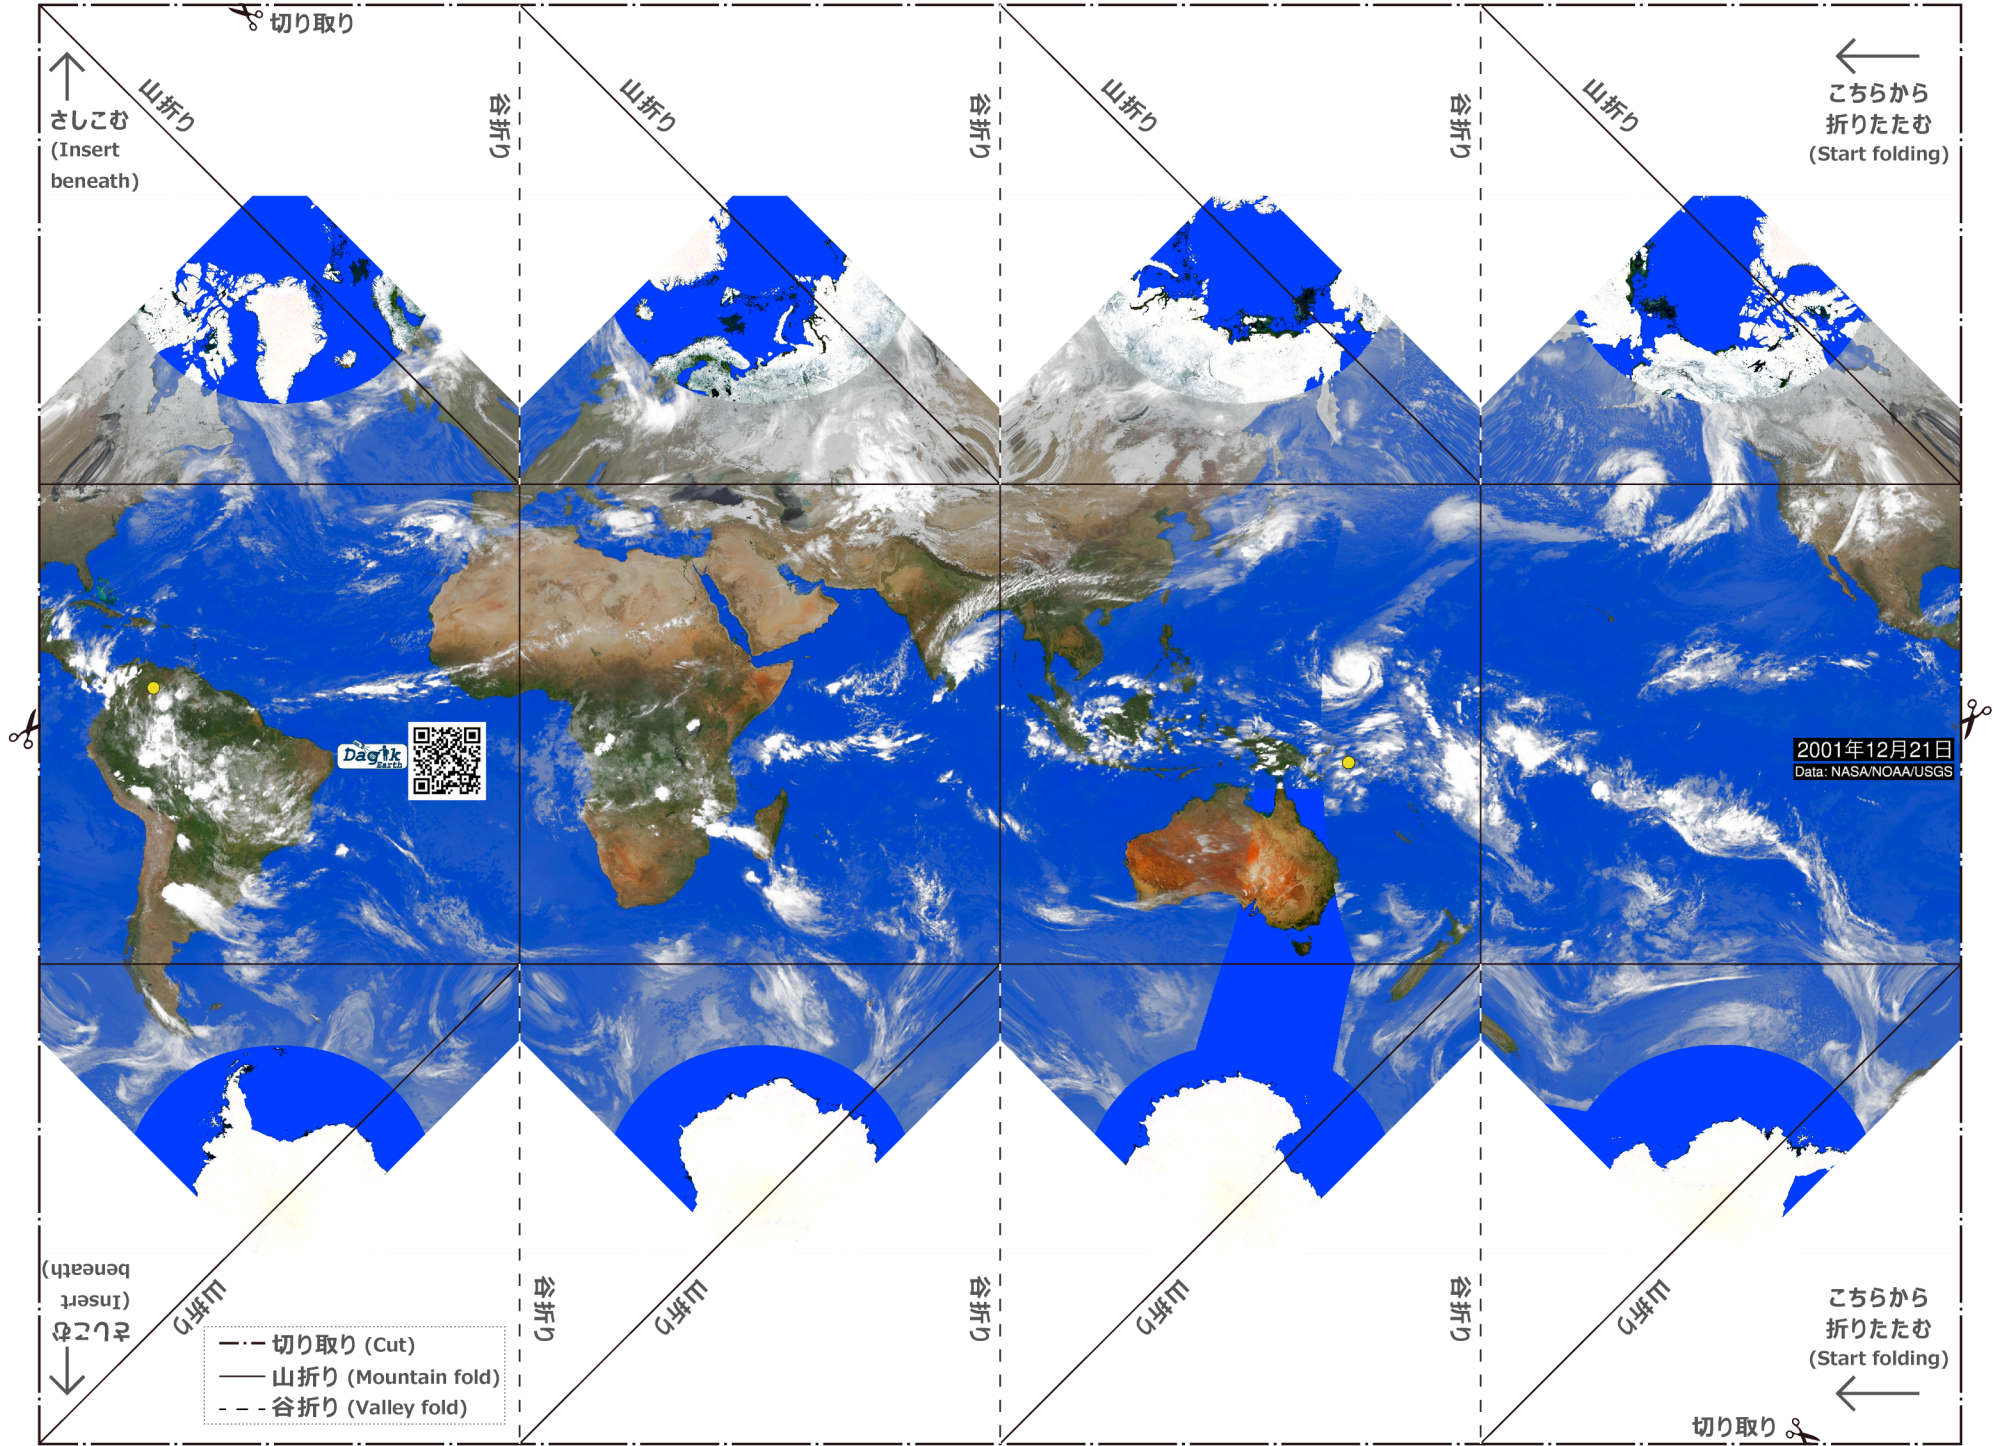 切り取り
さしこむ
(Insert
beneath)
山折り
谷折り
山折り
谷折り
山折り
谷折り
山折り
こちらから
折りたたむ
(Start folding)
Dagik
Earth
2001年12月21日
Data: NASA/NOAA/USGS
さしこむ
(Insert
beneath)
山折り
谷折り
山折り
谷折り
山折り
谷折り
山折り
こちらから
折りたたむ
(Start folding)
切り取り (Cut)
山折り (Mountain fold)
谷折り (Valley fold)
切り取り